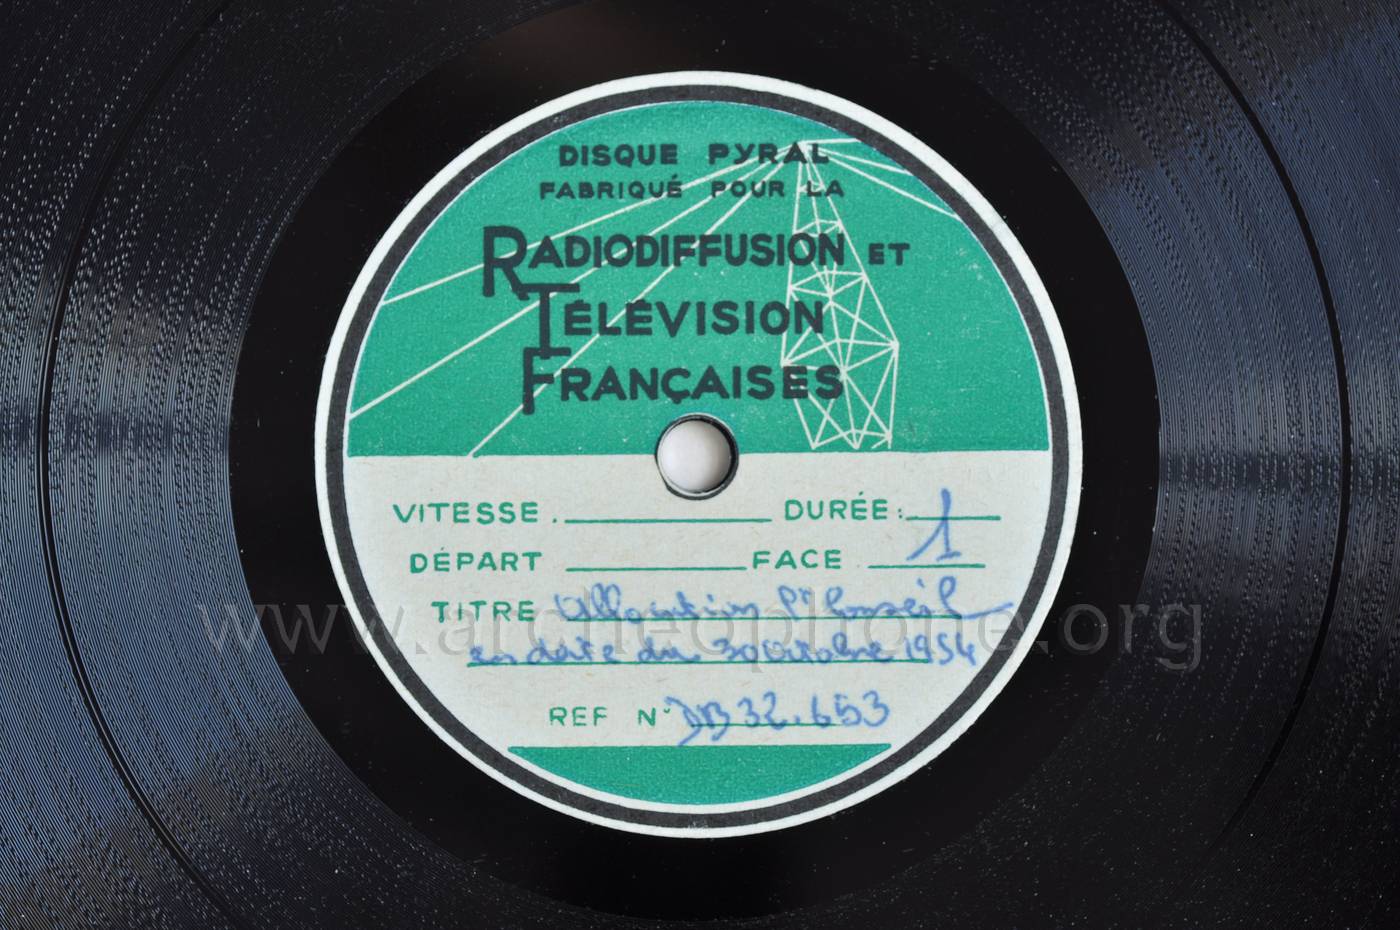 DISQUE PYRAL
FABRIQUÉ POUR LA
RADIODIFFUSION ET
TÉLÉVISION
FRANÇAISES
VITESSE . DURÉE :
DÉPART FACE 1
TITRE Allocution Pt Conseil
en date du 30 octobre 1954
REF N° DB 32.653
www.archeophone.org